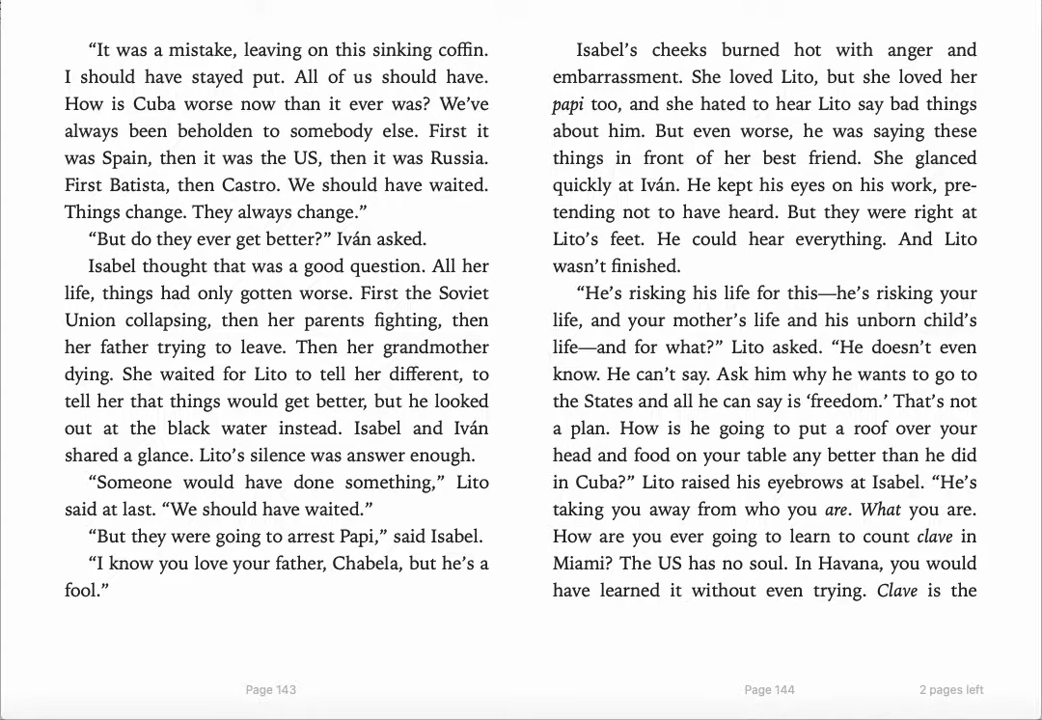 “It was a mistake, leaving on this sinking coffin.
I should have stayed put. All of us should have.
How is Cuba worse now than it ever was? We’ve
always been beholden to somebody else. First it
was Spain, then it was the US, then it was Russia.
First Batista, then Castro. We should have waited.
Things change. They always change.”
“But do they ever get better?” Iván asked.
Isabel thought that was a good question. All her
life, things had only gotten worse. First the Soviet
Union collapsing, then her parents fighting, then
her father trying to leave. Then her grandmother
dying. She waited for Lito to tell her different, to
tell her that things would get better, but he looked
out at the black water instead. Isabel and Iván
shared a glance. Lito’s silence was answer enough.
“Someone would have done something,” Lito
said at last. “We should have waited.”
“But they were going to arrest Papi,” said Isabel.
“I know you love your father, Chabela, but he’s a
fool.”
Page 143
Isabel’s cheeks burned hot with anger and
embarrassment. She loved Lito, but she loved her
papi too, and she hated to hear Lito say bad things
about him. But even worse, he was saying these
things in front of her best friend. She glanced
quickly at Iván. He kept his eyes on his work, pre-
tending not to have heard. But they were right at
Lito’s feet. He could hear everything. And Lito
wasn’t finished.
“He’s risking his life for this—he’s risking your
life, and your mother’s life and his unborn child’s
life—and for what?” Lito asked. “He doesn’t even
know. He can’t say. Ask him why he wants to go to
the States and all he can say is ‘freedom.’ That’s not
a plan. How is he going to put a roof over your
head and food on your table any better than he did
in Cuba?” Lito raised his eyebrows at Isabel. “He’s
taking you away from who you are. What you are.
How are you ever going to learn to count clave in
Miami? The US has no soul. In Havana, you would
have learned it without even trying. Clave is the
Page 144
2 pages left